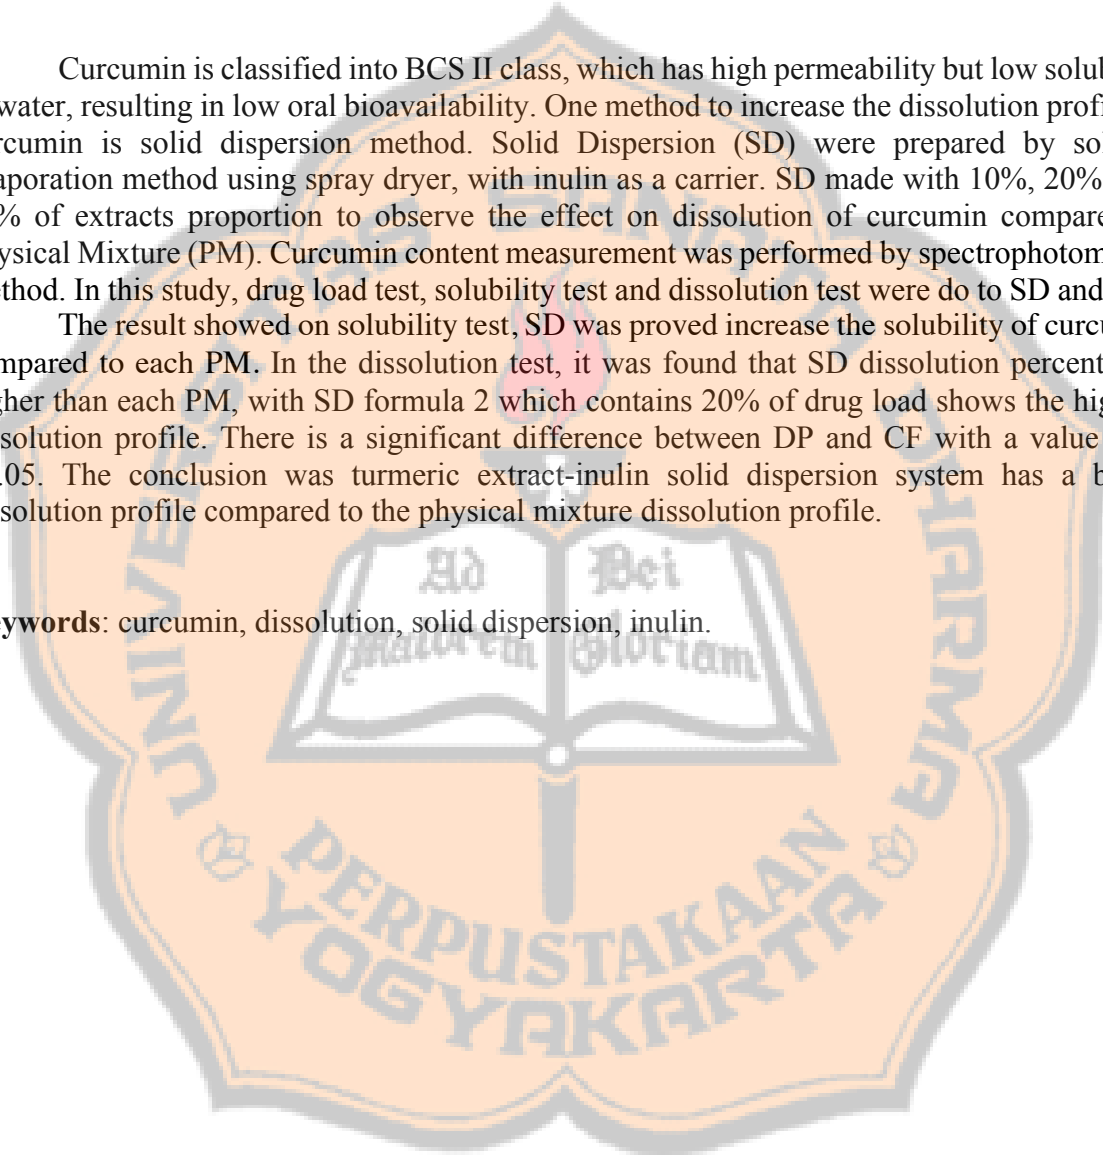 Curcumin is classified into BCS II class, which has high permeability but low solub
water, resulting in low oral bioavailability. One method to increase the dissolution profi
rcumin is solid dispersion method. Solid Dispersion (SD) were prepared by sol
aporation method using spray dryer, with inulin as a carrier. SD made with 10%, 20%
% of extracts proportion to observe the effect on dissolution of curcumin compare
ysical Mixture (PM). Curcumin content measurement was performed by spectrophotom
ethod. In this study, drug load test, solubility test and dissolution test were do to SD and
The result showed on solubility test, SD was proved increase the solubility of curcu
mpared to each PM. In the dissolution test, it was found that SD dissolution percent
gher than each PM, with SD formula 2 which contains 20% of drug load shows the hig
solution profile. There is a significant difference between DP and CF with a value
.05. The conclusion was turmeric extract-inulin solid dispersion system has a b
solution profile compared to the physical mixture dissolution profile.
eywords: curcumin, dissolution, solid dispersion, inulin.
UNIVERSITAS SANATA DHARMA
Ad Dei
Maiorem Gloriam
PERPUSTAKAAN
YOGYAKARTA